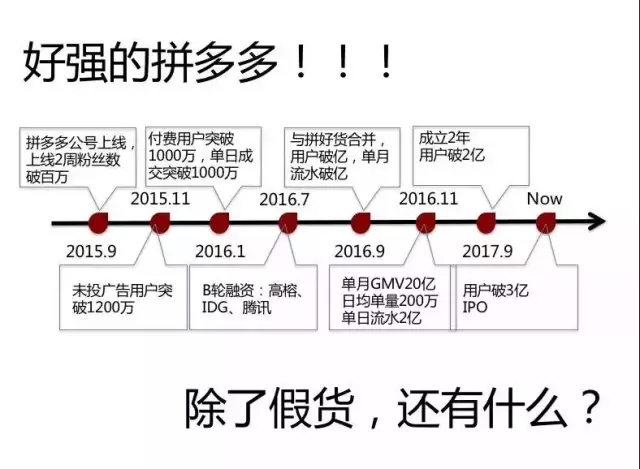 好强的拼多多！！！
拼多多公号上线，
上线2周粉丝数
破百万
付费用户突破
1000万，单日成
交突破1000万
与拼好货合并，
用户破亿，单月
流水破亿
成立2年
用户破2亿
2015.11
2016.7
2016.11
Now
2015.9
2016.1
2016.9
2017.9
未投广告用户突
破1200万
B轮融资：高榕、
IDG、腾讯
单月GMV20亿
日均单量200万
单日流水2亿
用户破3亿
IPO
除了假货，还有什么？